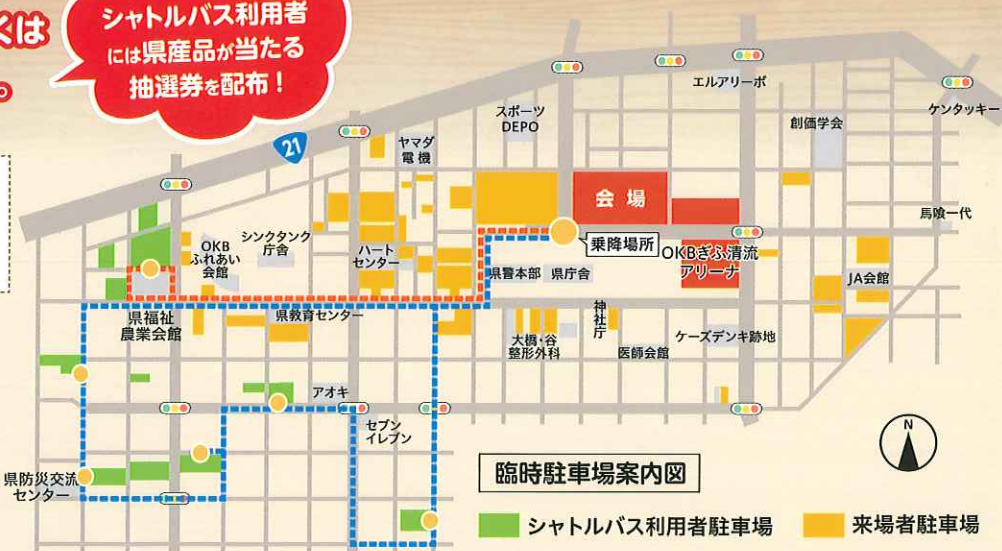 くは
。
シャトルバス利用者
には県産品が当たる
抽選券を配布！
21
エルアリーボ
ケンタッキー
スポーツ
DEPO
創価学会
ヤマダ
電機
会場
馬喰一代
乗降場所
OKBぎふ清流
アリーナ
OKB
ふれあい
会館
シンクタンク
庁舎
ハート
センター
県警本部
県庁舎
JA会館
県福祉
農業会館
県教育センター
大橋・谷
整形外科
神社庁
医師会館
ケーズデンキ跡地
アオキ
セブン
イレブン
県防災交流
センター
N
臨時駐車場案内図
シャトルバス利用者駐車場
来場者駐車場